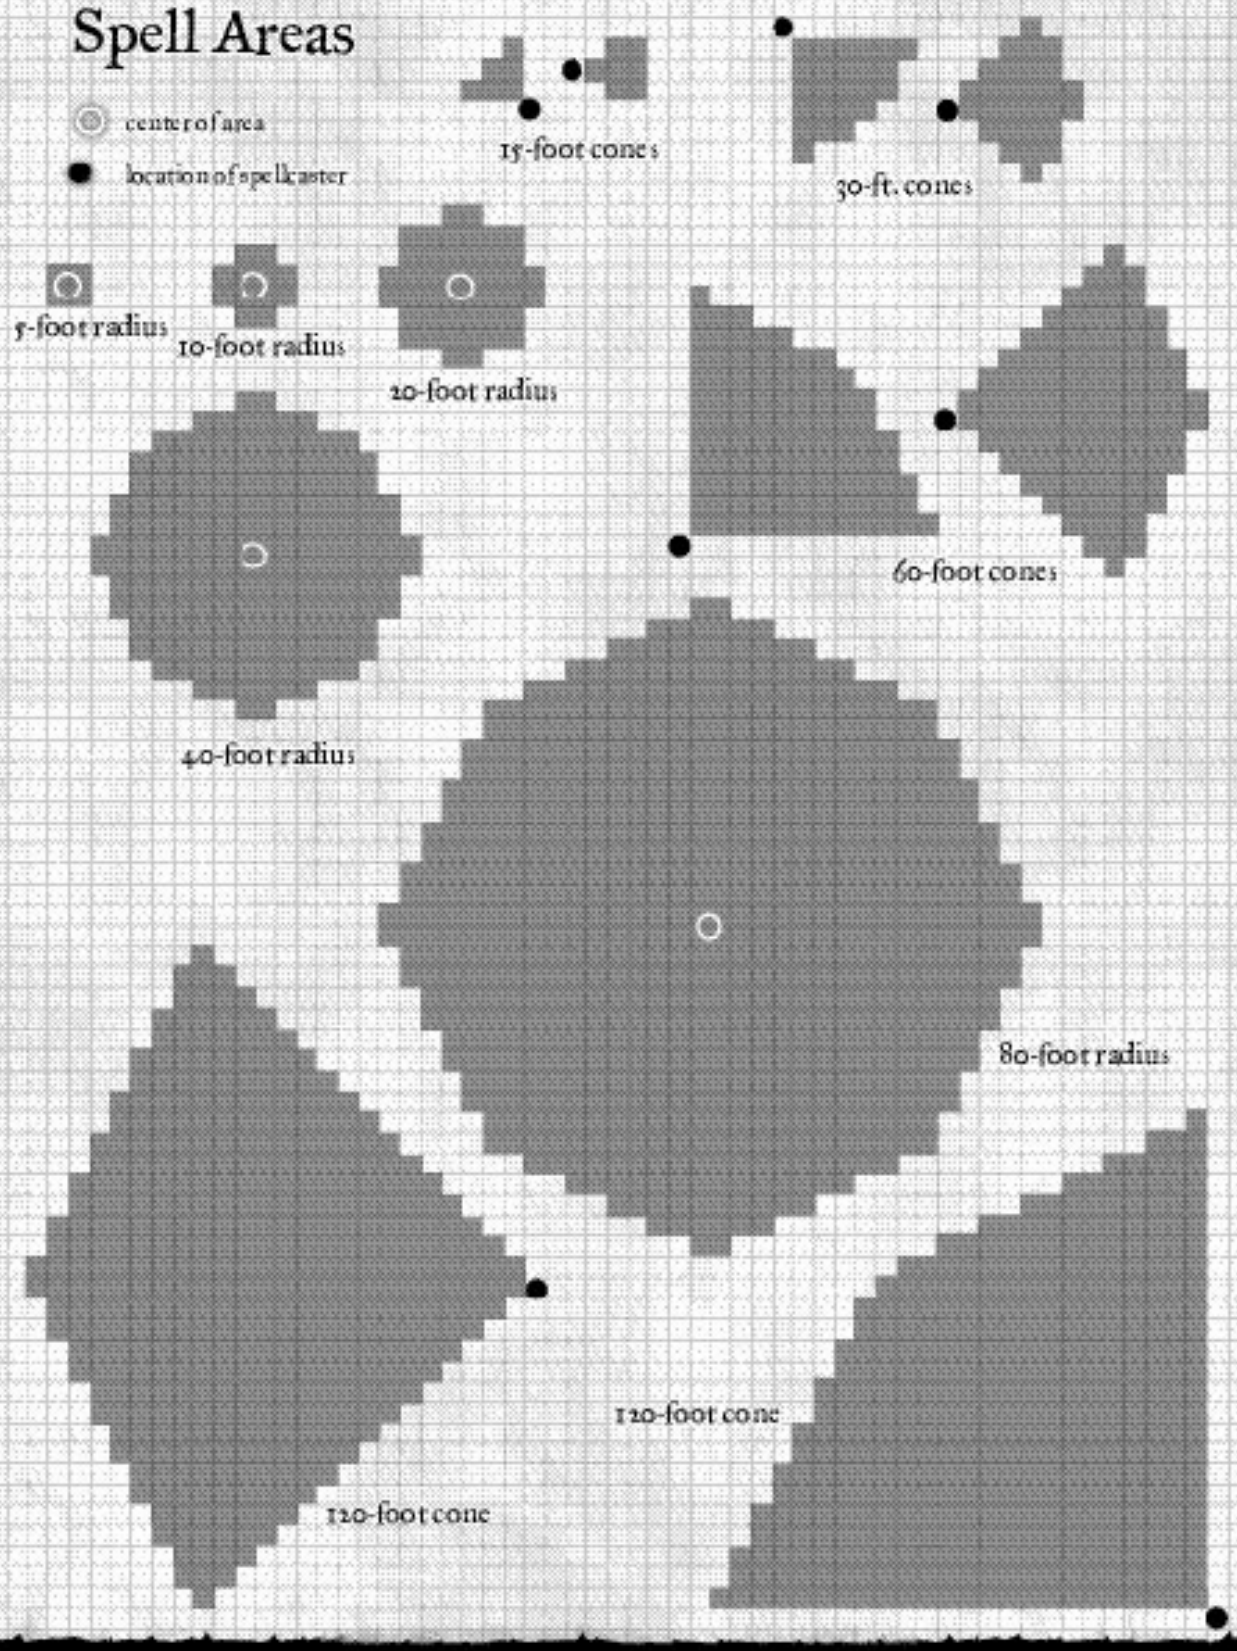 Spell Areas
center of area
location of spellcaster
15-foot cones
30-ft. cones
5-foot radius
10-foot radius
20-foot radius
60-foot cones
40-foot radius
80-foot radius
120-foot cone
120-foot cone